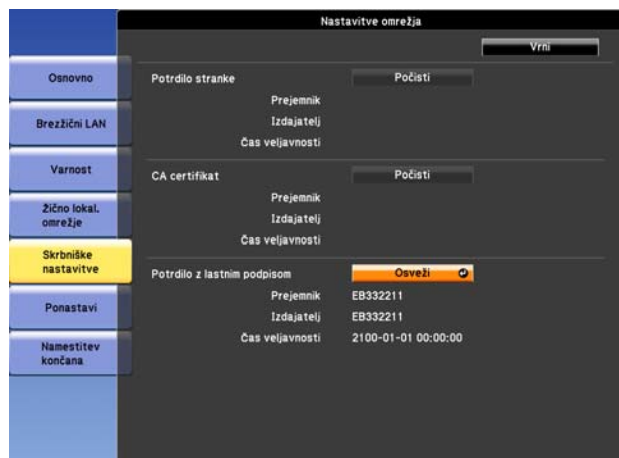 Nastavitve omrežja
Vrni
Osnovno
Brezžični LAN
Varnost
Žično lokal.
omrežje
Skrbniške
nastavitve
Ponastavi
Namestitev
končana
Potrdilo stranke
Počisti
Prejemnik
Izdajatelj
Čas veljavnosti
CA certifikat
Počisti
Prejemnik
Izdajatelj
Čas veljavnosti
Potrdilo z lastnim podpisom
Osveži
Prejemnik EB332211
Izdajatelj EB332211
Čas veljavnosti 2100-01-01 00:00:00